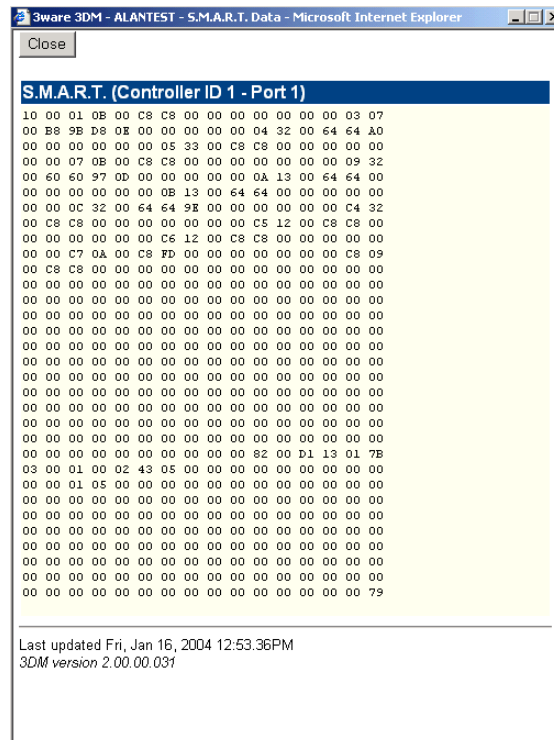 3ware 3DM - ALANTEST - S.M.A.R.T. Data - Microsoft Internet Explorer
Close
S.M.A.R.T. (Controller ID 1 - Port 1)
10 00 01 0B 00 C8 C8 00 00 00 00 00 00 00 03 07
00 B8 9B D8 0E 00 00 00 00 00 04 32 00 64 64 A0
00 00 00 00 00 00 05 33 00 C8 C8 00 00 00 00 00
00 00 07 0B 00 C8 C8 00 00 00 00 00 00 00 09 32
00 60 60 97 0D 00 00 00 00 00 0A 13 00 64 64 00
00 00 00 00 00 00 0B 13 00 64 64 00 00 00 00 00
00 00 0C 32 00 64 64 9E 00 00 00 00 00 00 C4 32
00 C8 C8 00 00 00 00 00 00 00 C5 12 00 C8 C8 00
00 00 00 00 00 00 C6 12 00 C8 C8 00 00 00 00 00
00 00 C7 0A 00 C8 FD 00 00 00 00 00 00 00 C8 09
00 C8 C8 00 00 00 00 00 00 00 00 00 00 00 00 00
00 00 00 00 00 00 00 00 00 00 00 00 00 00 00 00
00 00 00 00 00 00 00 00 00 00 00 00 00 00 00 00
00 00 00 00 00 00 00 00 00 00 00 00 00 00 00 00
00 00 00 00 00 00 00 00 00 00 00 00 00 00 00 00
00 00 00 00 00 00 00 00 00 00 00 00 00 00 00 00
00 00 00 00 00 00 00 00 00 00 00 00 00 00 00 00
00 00 00 00 00 00 00 00 00 00 00 00 00 00 00 00
00 00 00 00 00 00 00 00 00 00 00 00 00 00 00 00
00 00 00 00 00 00 00 00 00 00 00 00 00 00 00 00
00 00 00 00 00 00 00 00 00 00 00 00 00 00 00 00
00 00 00 00 00 00 00 00 00 00 00 00 00 00 00 00
00 00 00 00 00 00 00 00 00 00 82 00 D1 13 01 7B
03 00 01 00 02 43 05 00 00 00 00 00 00 00 00 00
00 00 01 05 00 00 00 00 00 00 00 00 00 00 00 00
00 00 00 00 00 00 00 00 00 00 00 00 00 00 00 00
00 00 00 00 00 00 00 00 00 00 00 00 00 00 00 00
00 00 00 00 00 00 00 00 00 00 00 00 00 00 00 00
00 00 00 00 00 00 00 00 00 00 00 00 00 00 00 00
00 00 00 00 00 00 00 00 00 00 00 00 00 00 00 00
00 00 00 00 00 00 00 00 00 00 00 00 00 00 00 00
00 00 00 00 00 00 00 00 00 00 00 00 00 00 00 79
Last updated Fri, Jan 16, 2004 12:53.36PM
3DM version 2.00.00.031